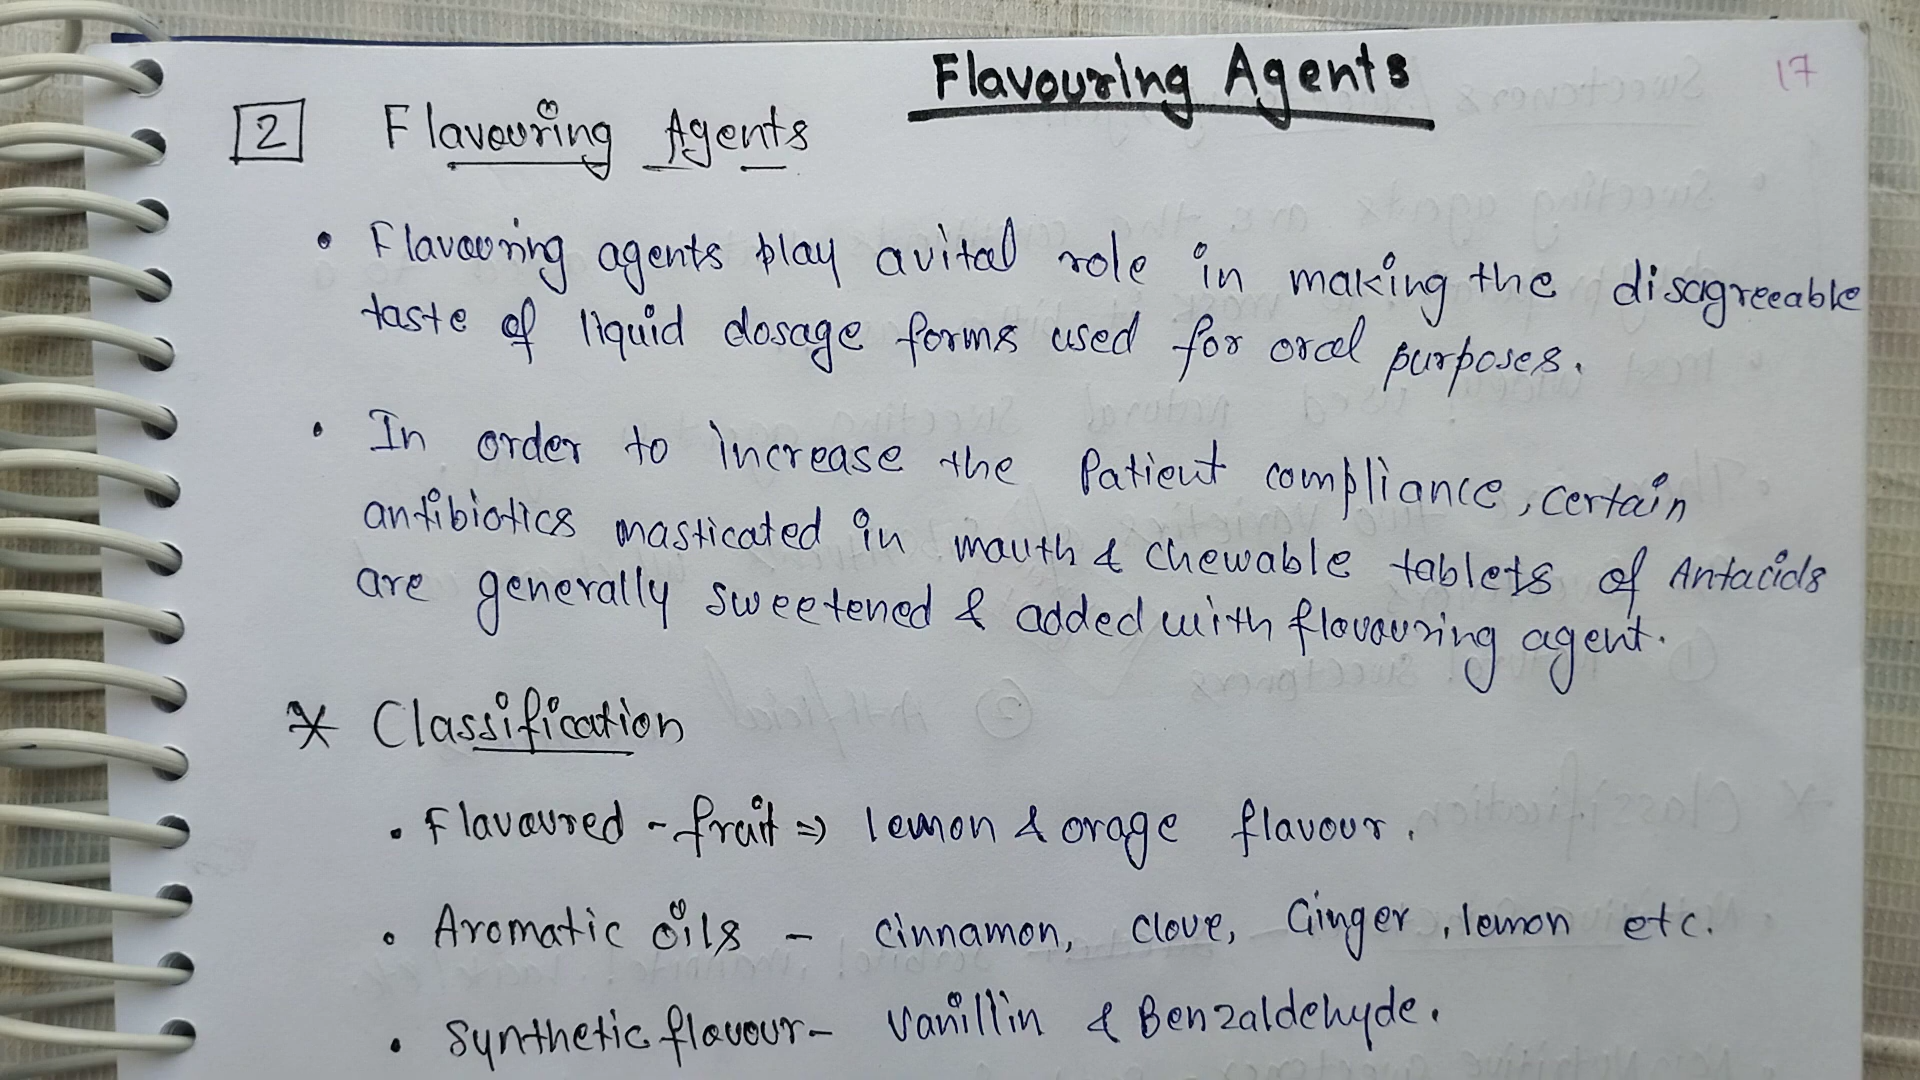 Flavouring Agents
17
2 Flavouring Agents
• Flavouring agents play a vital role in making the disagreeable
taste of liquid dosage forms used for oral purposes.
• In order to increase the Patient compliance, certain
antibiotics masticated in mouth & chewable tablets of Antacids
are generally sweetened & added with flavouring agent.
* Classification
• Flavoured - fruit => lemon & orage flavour.
• Aromatic oils - cinnamon, clove, Ginger, lemon etc.
• Synthetic flavour- Vanillin & Benzaldehyde.